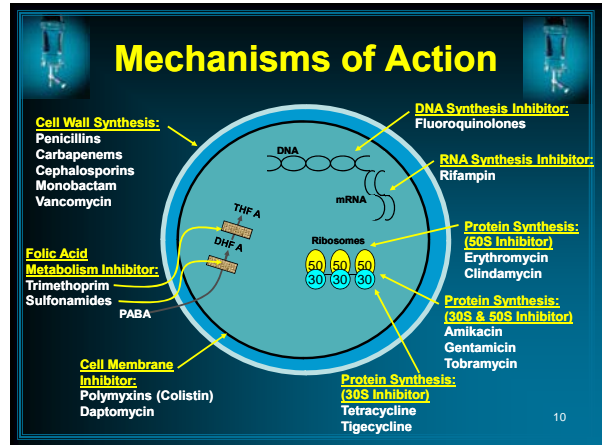 Mechanisms of Action
Cell Wall Synthesis:
Penicillins
Carbapenems
Cephalosporins
Monobactam
Vancomycin
DNA Synthesis Inhibitor:
Fluoroquinolones
RNA Synthesis Inhibitor:
Rifampin
DNA
mRNA
THF A
DHF A
Ribosomes
50 50 50
30 30 30
Protein Synthesis:
(50S Inhibitor)
Erythromycin
Clindamycin
Folic Acid
Metabolism Inhibitor:
Trimethoprim
Sulfonamides
PABA
Protein Synthesis:
(30S & 50S Inhibitor)
Amikacin
Gentamicin
Tobramycin
Cell Membrane
Inhibitor:
Polymyxins (Colistin)
Daptomycin
Protein Synthesis:
(30S Inhibitor)
Tetracycline
Tigecycline
10